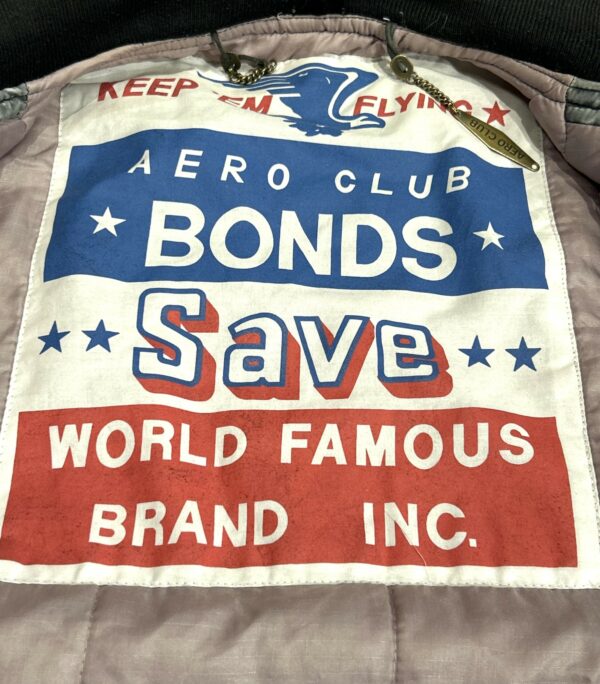 KEEP 'EM FLYING
AERO CLUB
AERO CLUB
BONDS
Save
WORLD FAMOUS
BRAND INC.